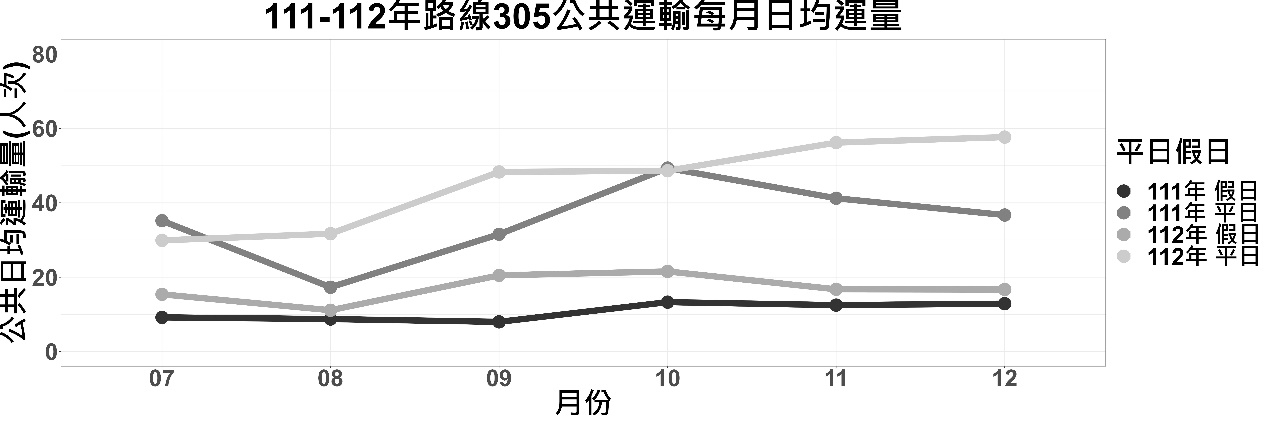 111-112年路線305公共運輸每月日均運量
公共日均運輸量(人次)
80
60
40
20
0
07 08 09 10 11 12
月份
平日假日
111年 假日
111年 平日
112年 假日
112年 平日